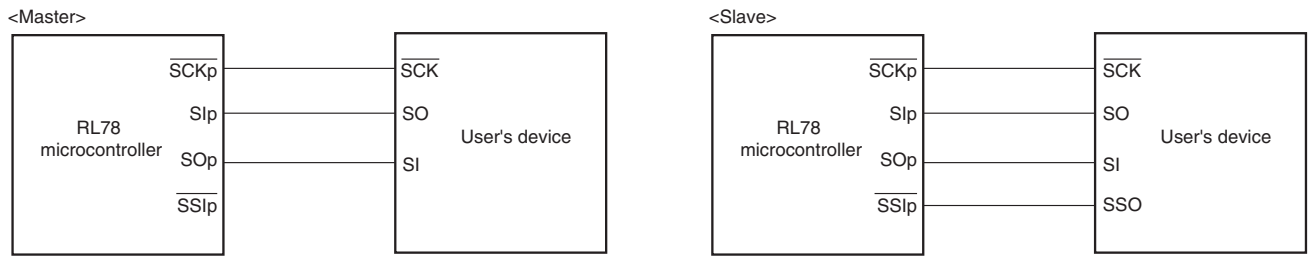 <Master>
SCKp
SIp
SOp
SSIp
RL78
microcontroller
SCK
SO
SI
User's device
<Slave>
SCKp
SIp
SOp
SSIp
RL78
microcontroller
SCK
SO
SI
SSO
User's device